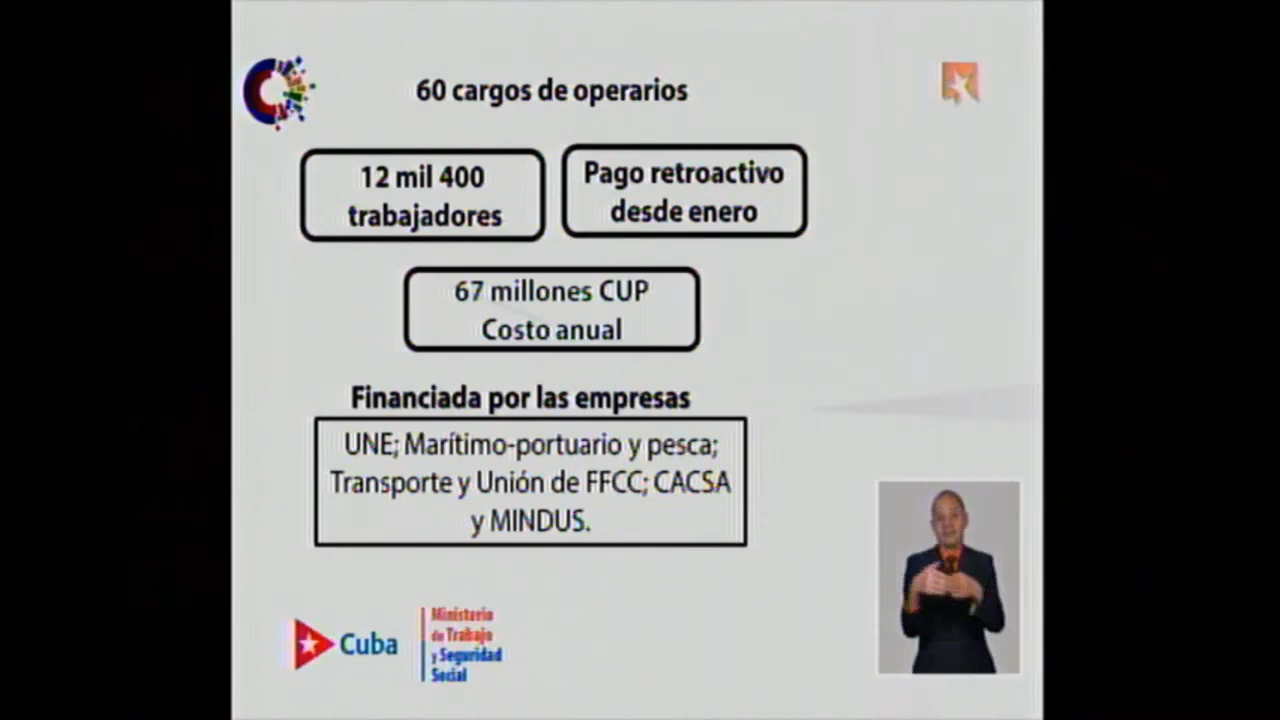 60 cargos de operarios
12 mil 400
trabajadores
Pago retroactivo
desde enero
67 millones CUP
Costo anual
Financiada por las empresas
UNE; Marítimo-portuario y pesca;
Transporte y Unión de FFCC; CACSA
y MINDUS.
Cuba
Ministerio
de Trabajo
y Seguridad
Social